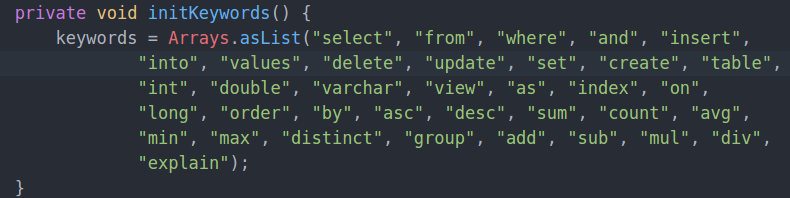 private void initKeywords() {
    keywords = Arrays.asList("select", "from", "where", "and", "insert",
            "into", "values", "delete", "update", "set", "create", "table",
            "int", "double", "varchar", "view", "as", "index", "on",
            "long", "order", "by", "asc", "desc", "sum", "count", "avg",
            "min", "max", "distinct", "group", "add", "sub", "mul", "div",
            "explain");
}